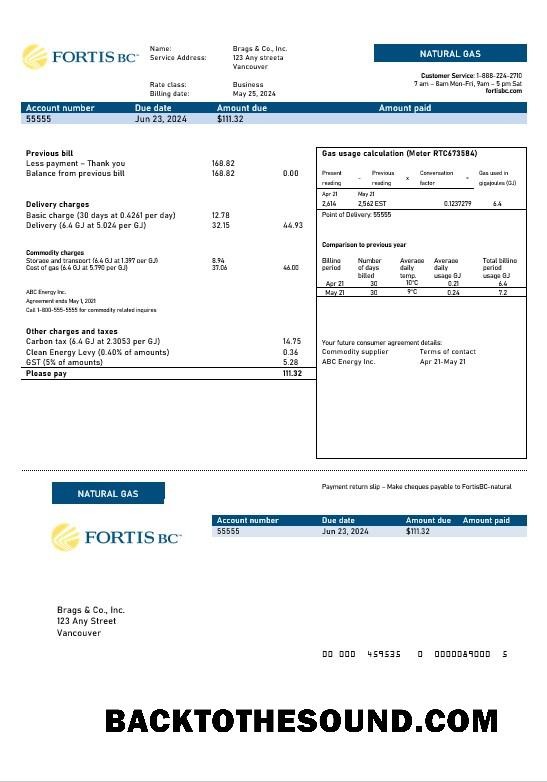 FORTIS BC™
Name: Brags & Co., Inc.
Service Address: 123 Any streeta
Vancouver
Rate class: Business
Billing date: May 25, 2024
NATURAL GAS
Customer Service: 1-888-224-2710
7 am – 8am Mon-Fri, 9am – 5 pm Sat
fortisbc.com
Account number Due date Amount due Amount paid
55555 Jun 23, 2024 $111.32
Previous bill
Less payment – Thank you 168.82
Balance from previous bill 168.82 0.00
Delivery charges
Basic charge (30 days at 0.4261 per day) 12.78
Delivery (6.4 GJ at 5.024 per GJ) 32.15 44.93
Commodity charges
Storage and transport (6.4 GJ at 1.397 per GJ) 8.94
Cost of gas (6.4 GJ at 5.790 per GJ) 37.06 46.00
ABC Energy Inc.
Agreement ends May 1, 2021
Call 1-800-555-5555 for commodity related inquires
Other charges and taxes
Carbon tax (6.4 GJ at 2.3053 per GJ) 14.75
Clean Energy Levy (0.40% of amounts) 0.36
GST (5% of amounts) 5.28
Please pay 111.32
Gas usage calculation (Meter RTC673584)
Present – Previous x Conversation = Gas used in
reading reading factor gigajoules (GJ)
Apr 21 May 21
2,614 2,562 EST 0.1237279 6.4
Point of Delivery: 55555
Comparison to previous year
Billing Number Average Average Total billing
period of days daily daily period
billed temp. usage GJ usage GJ
Apr 21 30 10°C 0.21 6.4
May 21 30 9°C 0.24 7.2
Your future consumer agreement details:
Commodity supplier Terms of contact
ABC Energy Inc. Apr 21-May 21
NATURAL GAS
Payment return slip – Make cheques payable to FortisBC-natural
FORTIS BC™
Account number Due date Amount due Amount paid
55555 Jun 23, 2024 $111.32
Brags & Co., Inc.
123 Any Street
Vancouver
00 000 459535 0 0000089000 5
BACKTOTHESOUND.COM